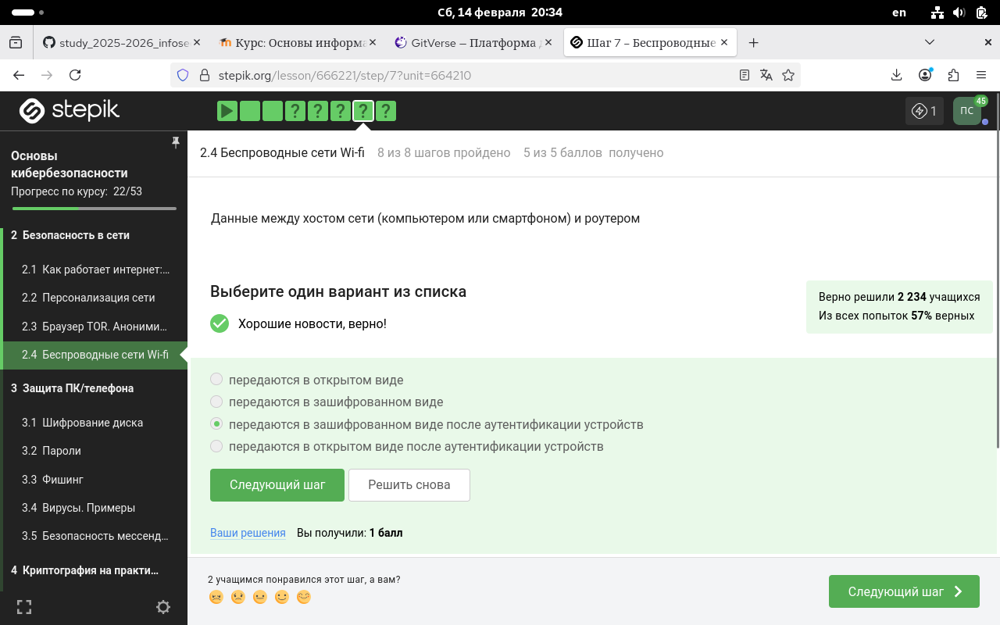 Сб, 14 февраля 20:34
en
study_2025-2026_infose
Курс: Основы информа
GitVerse – Платформа
Шаг 7 – Беспроводные
stepik.org/lesson/666221/step/7?unit=664210
stepik
? ? ? ? ?
1
ПС
45
Основы
кибербезопасности
Прогресс по курсу: 22/53
2 Безопасность в сети
2.1 Как работает интернет:...
2.2 Персонализация сети
2.3 Браузер TOR. Аноними...
2.4 Беспроводные сети Wi-fi
3 Защита ПК/телефона
3.1 Шифрование диска
3.2 Пароли
3.3 Фишинг
3.4 Вирусы. Примеры
3.5 Безопасность мессенд...
4 Криптография на практи...
2.4 Беспроводные сети Wi-fi 8 из 8 шагов пройдено 5 из 5 баллов получено
Данные между хостом сети (компьютером или смартфоном) и роутером
Выберите один вариант из списка
Хорошие новости, верно!
Верно решили 2 234 учащихся
Из всех попыток 57% верных
передаются в открытом виде
передаются в зашифрованном виде
передаются в зашифрованном виде после аутентификации устройств
передаются в открытом виде после аутентификации устройств
Следующий шаг
Решить снова
Ваши решения Вы получили: 1 балл
2 учащимся понравился этот шаг, а вам?
Следующий шаг